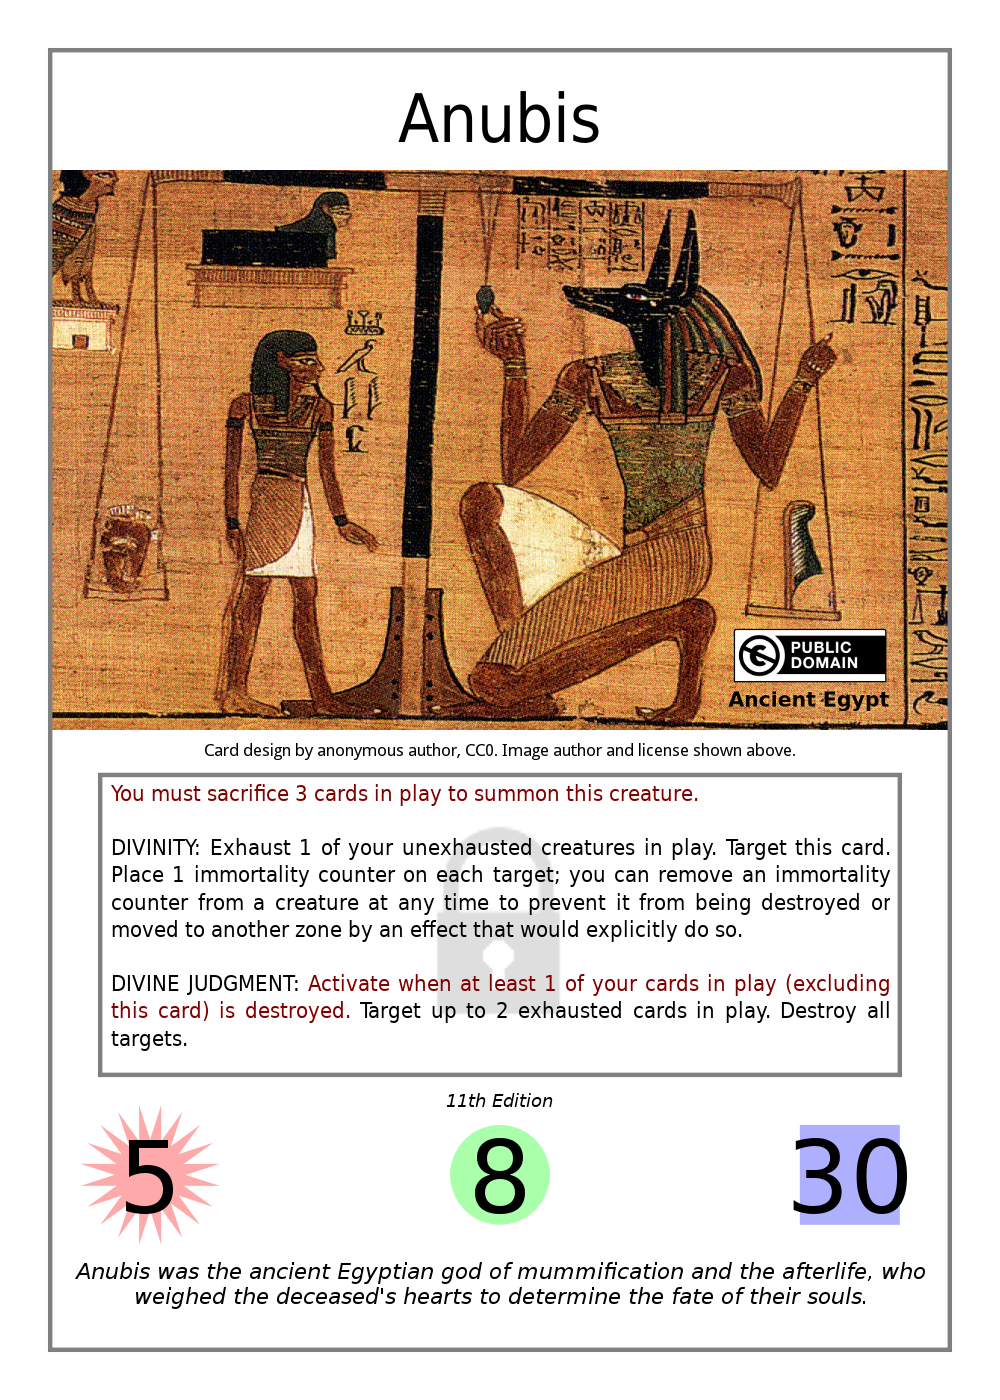 Anubis
PUBLIC
DOMAIN
Ancient Egypt
Card design by anonymous author, CC0. Image author and license shown above.
You must sacrifice 3 cards in play to summon this creature.
DIVINITY: Exhaust 1 of your unexhausted creatures in play. Target this card.
Place 1 immortality counter on each target; you can remove an immortality
counter from a creature at any time to prevent it from being destroyed or
moved to another zone by an effect that would explicitly do so.
DIVINE JUDGMENT: Activate when at least 1 of your cards in play (excluding
this card) is destroyed. Target up to 2 exhausted cards in play. Destroy all
targets.
11th Edition
5 8 30
Anubis was the ancient Egyptian god of mummification and the afterlife, who
weighed the deceased's hearts to determine the fate of their souls.